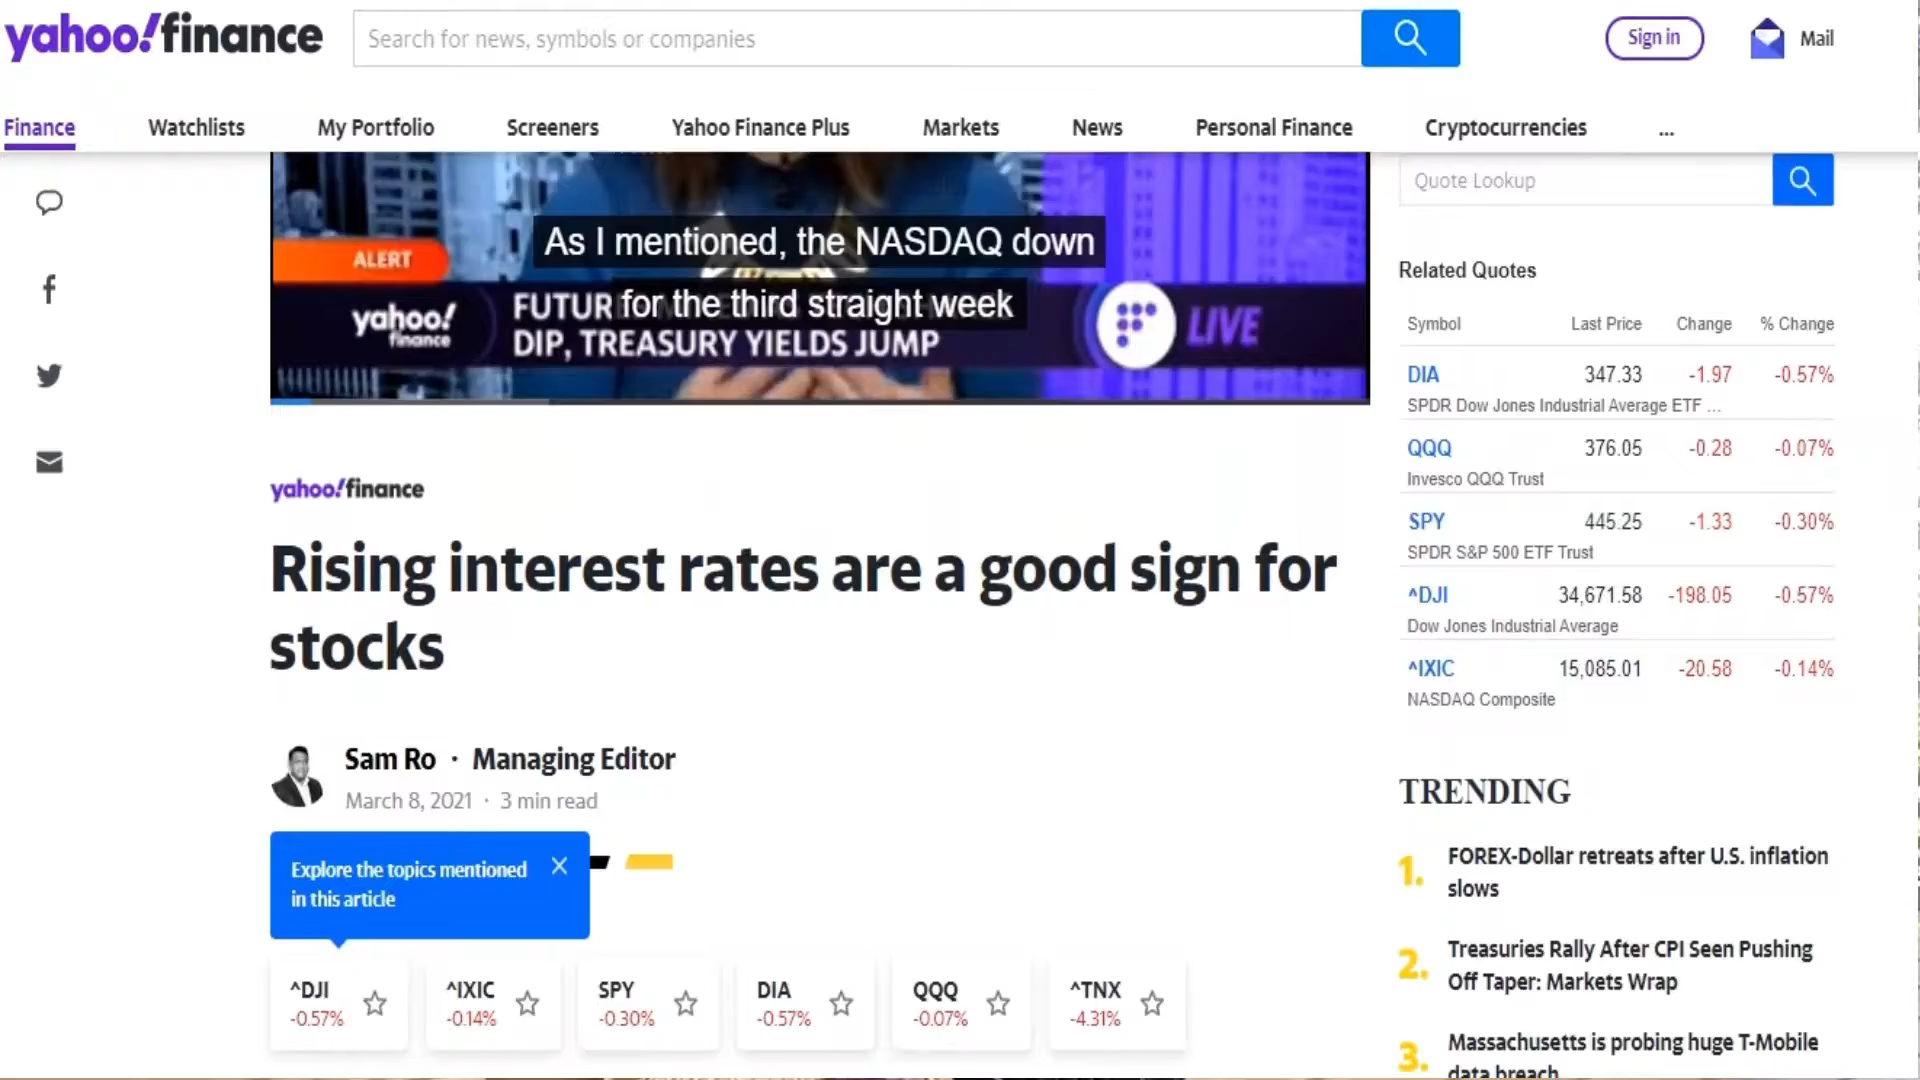 yahoo!finance
Search for news, symbols or companies
Sign in
Mail
Finance
Watchlists
My Portfolio
Screeners
Yahoo Finance Plus
Markets
News
Personal Finance
Cryptocurrencies
...
As I mentioned, the NASDAQ down
for the third straight week
ALERT
yahoo!
finance
FUTUR
DIP, TREASURY YIELDS JUMP
LIVE
yahoo!finance
Rising interest rates are a good sign for
stocks
Sam Ro · Managing Editor
March 8, 2021 · 3 min read
Explore the topics mentioned
in this article
^DJI
-0.57%
^IXIC
-0.14%
SPY
-0.30%
DIA
-0.57%
QQQ
-0.07%
^TNX
-4.31%
Quote Lookup
Related Quotes
Symbol Last Price Change % Change
DIA 347.33 -1.97 -0.57%
SPDR Dow Jones Industrial Average ETF ...
QQQ 376.05 -0.28 -0.07%
Invesco QQQ Trust
SPY 445.25 -1.33 -0.30%
SPDR S&P 500 ETF Trust
^DJI 34,671.58 -198.05 -0.57%
Dow Jones Industrial Average
^IXIC 15,085.01 -20.58 -0.14%
NASDAQ Composite
TRENDING
1. FOREX-Dollar retreats after U.S. inflation
slows
2. Treasuries Rally After CPI Seen Pushing
Off Taper: Markets Wrap
3. Massachusetts is probing huge T-Mobile
data breach